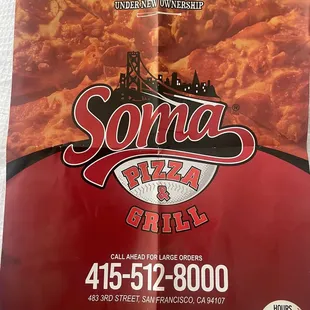 UNDER NEW OWNERSHIP
Soma®
PIZZA
&
GRILL
CALL AHEAD FOR LARGE ORDERS
415-512-8000
483 3RD STREET, SAN FRANCISCO, CA 94107
HOURS